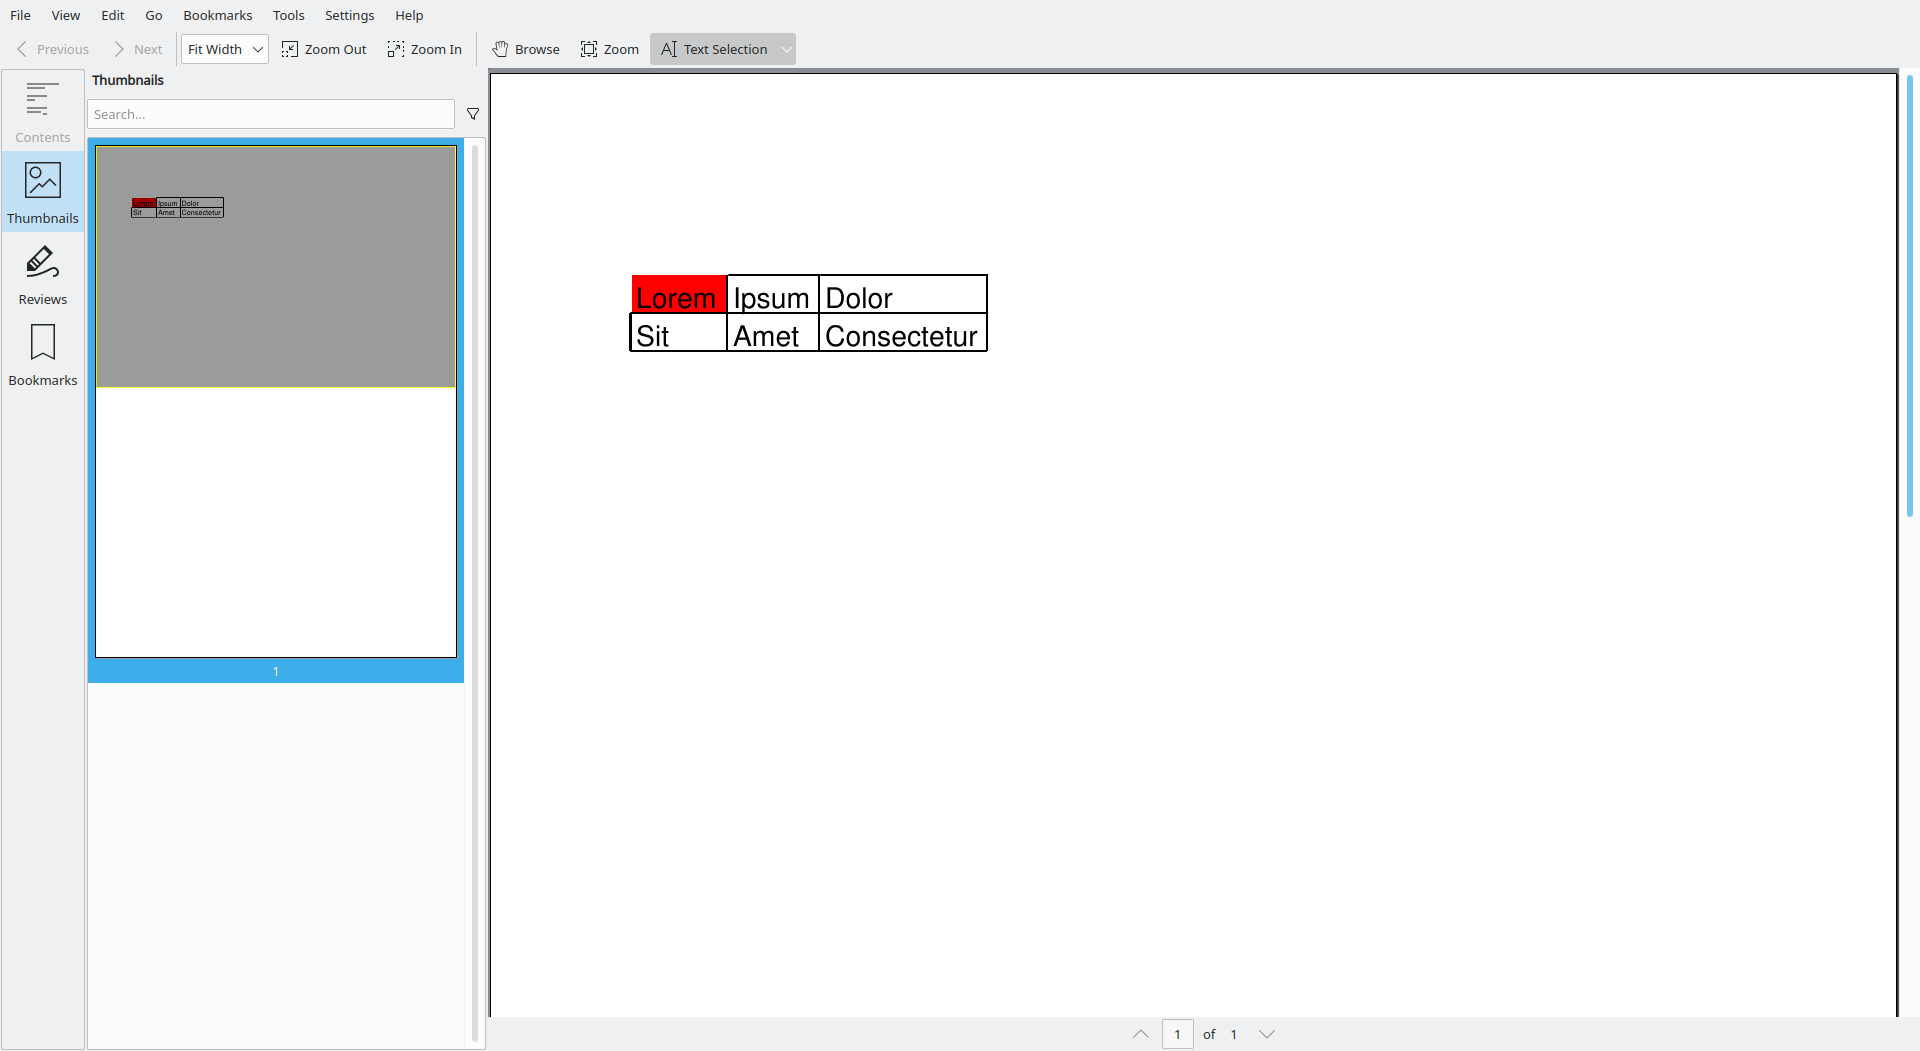 File View Edit Go Bookmarks Tools Settings Help
Previous Next Fit Width Zoom Out Zoom In Browse Zoom Text Selection
Thumbnails
Search...
Contents
Thumbnails
Reviews
Bookmarks
Lorem Ipsum Dolor
Sit Amet Consectetur
1
Lorem Ipsum Dolor
Sit Amet Consectetur
1 of 1